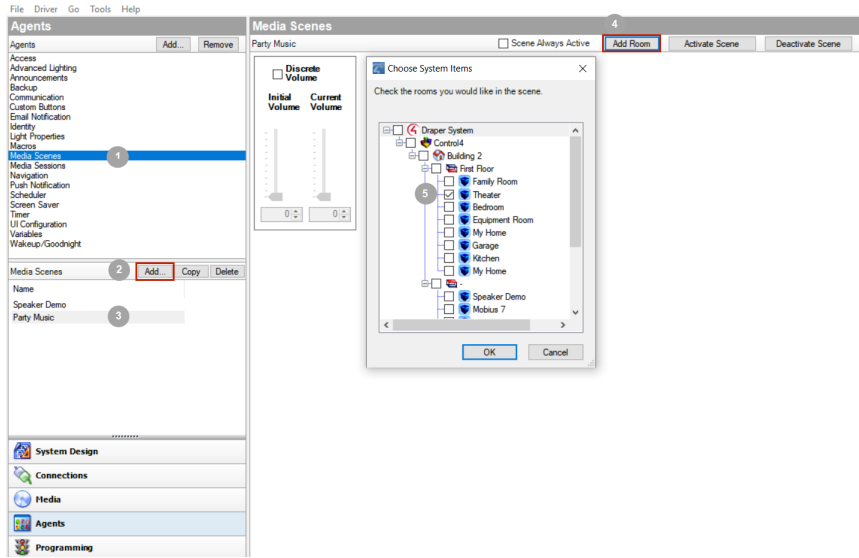 File Driver Go Tools Help
Agents
Agents Add... Remove
Access
Advanced Lighting
Announcements
Backup
Communication
Custom Buttons
Email Notification
Identity
Light Properties
Macros
Media Scenes 1
Media Sessions
Navigation
Push Notification
Scheduler
Screen Saver
Timer
UI Configuration
Variables
Wakeup/Goodnight
Media Scenes 2 Add... Copy Delete
Name
Speaker Demo
Party Music 3
System Design
Connections
Media
Agents
Programming
Media Scenes 4
Party Music Scene Always Active Add Room Activate Scene Deactivate Scene
Discrete
Volume
Initial Current
Volume Volume
0 0
Choose System Items
Check the rooms you would like in the scene.
Draper System
Control4
Building 2
First Floor
Family Room
5 Theater
Bedroom
Equipment Room
My Home
Garage
Kitchen
My Home
-
Speaker Demo
Mobius 7
OK Cancel